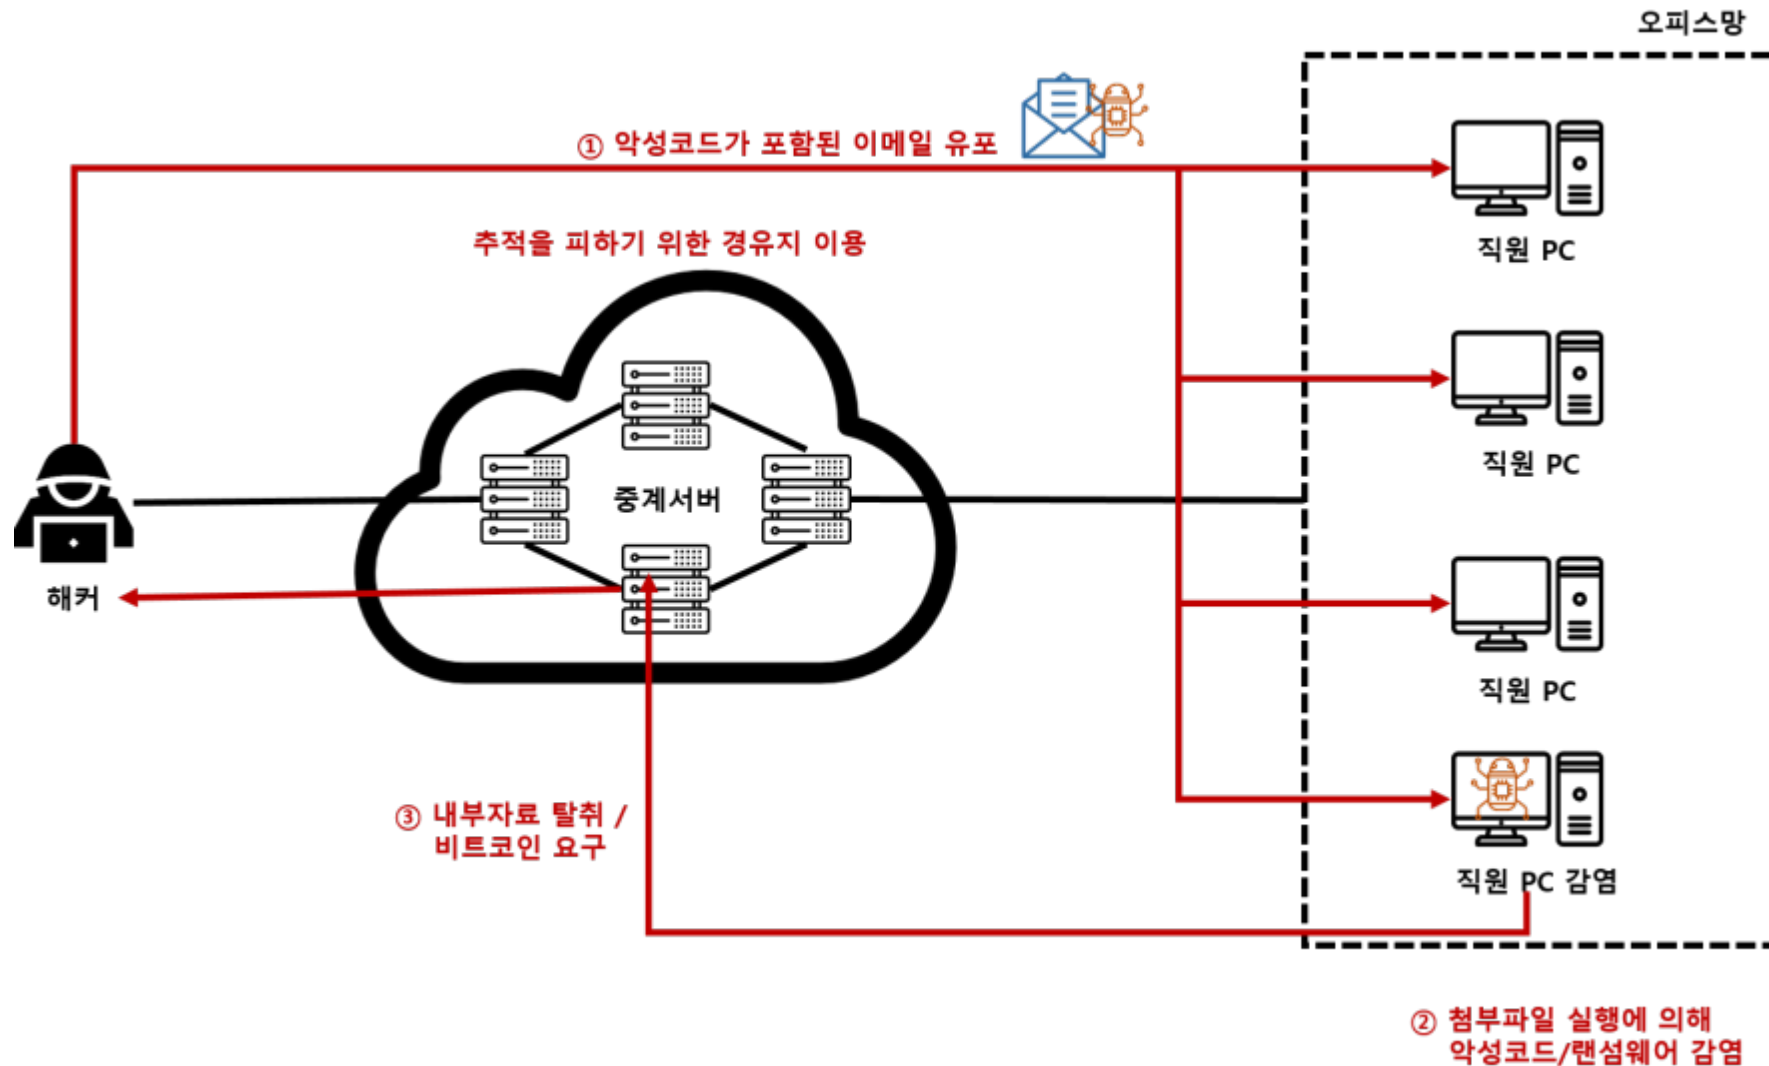 오피스망
① 악성코드가 포함된 이메일 유포
직원 PC
추적을 피하기 위한 경유지 이용
직원 PC
중계서버
해커
직원 PC
③ 내부자료 탈취 /
비트코인 요구
직원 PC 감염
② 첨부파일 실행에 의해
악성코드/랜섬웨어 감염